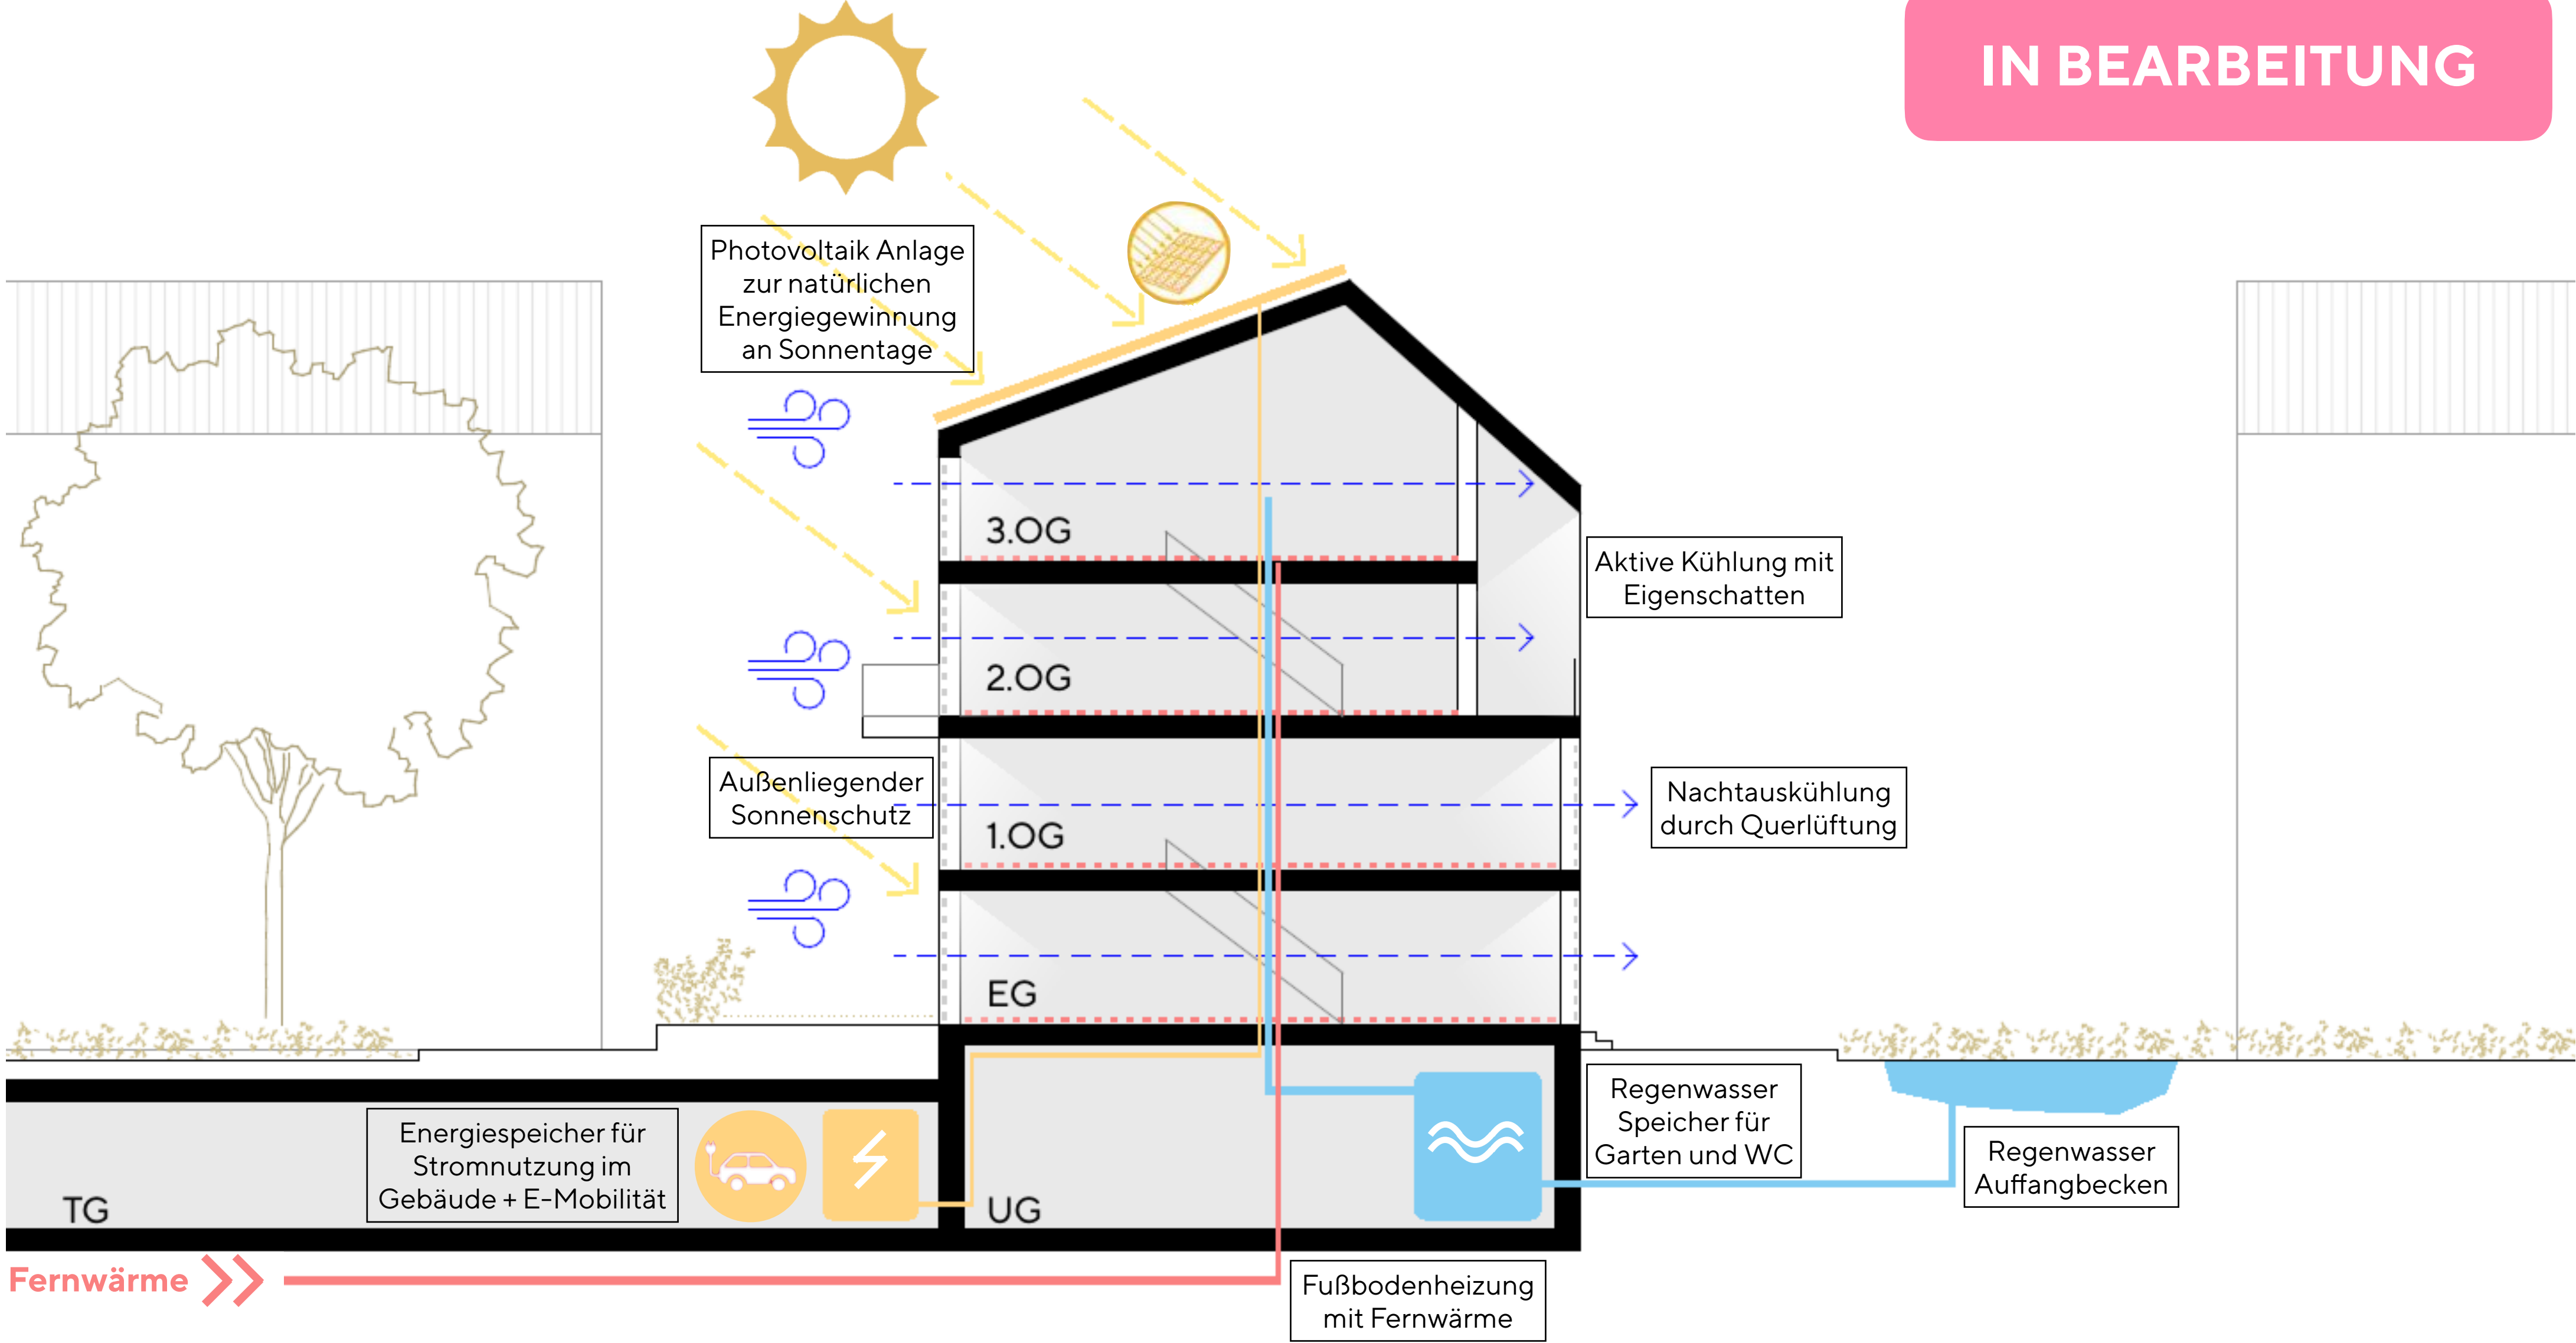 IN BEARBEITUNG
Photovoltaik Anlage
zur natürlichen
Energiegewinnung
an Sonnentage
3.OG
Aktive Kühlung mit
Eigenschatten
2.OG
Außenliegender
Sonnenschutz
Nachtauskühlung
durch Querlüftung
1.OG
EG
Regenwasser
Speicher für
Garten und WC
Energiespeicher für
Stromnutzung im
Gebäude + E-Mobilität
Regenwasser
Auffangbecken
TG
UG
Fernwärme
Fußbodenheizung
mit Fernwärme